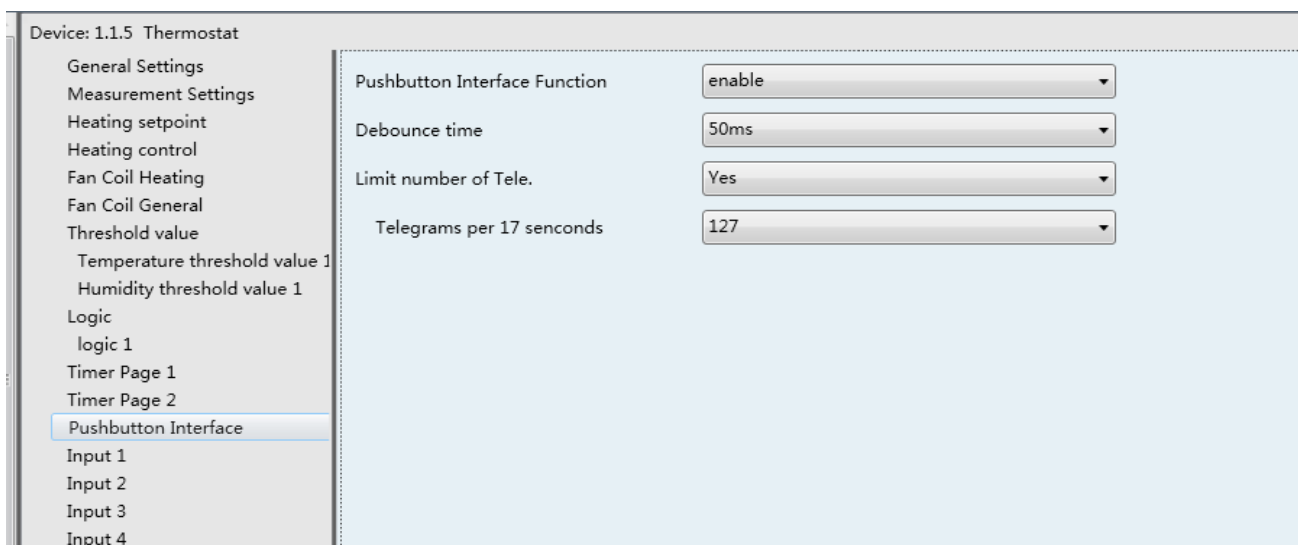 Device: 1.1.5 Thermostat
General Settings
Measurement Settings
Heating setpoint
Heating control
Fan Coil Heating
Fan Coil General
Threshold value
Temperature threshold value 1
Humidity threshold value 1
Logic
logic 1
Timer Page 1
Timer Page 2
Pushbutton Interface
Input 1
Input 2
Input 3
Input 4
Pushbutton Interface Function enable
Debounce time 50ms
Limit number of Tele. Yes
Telegrams per 17 senconds 127